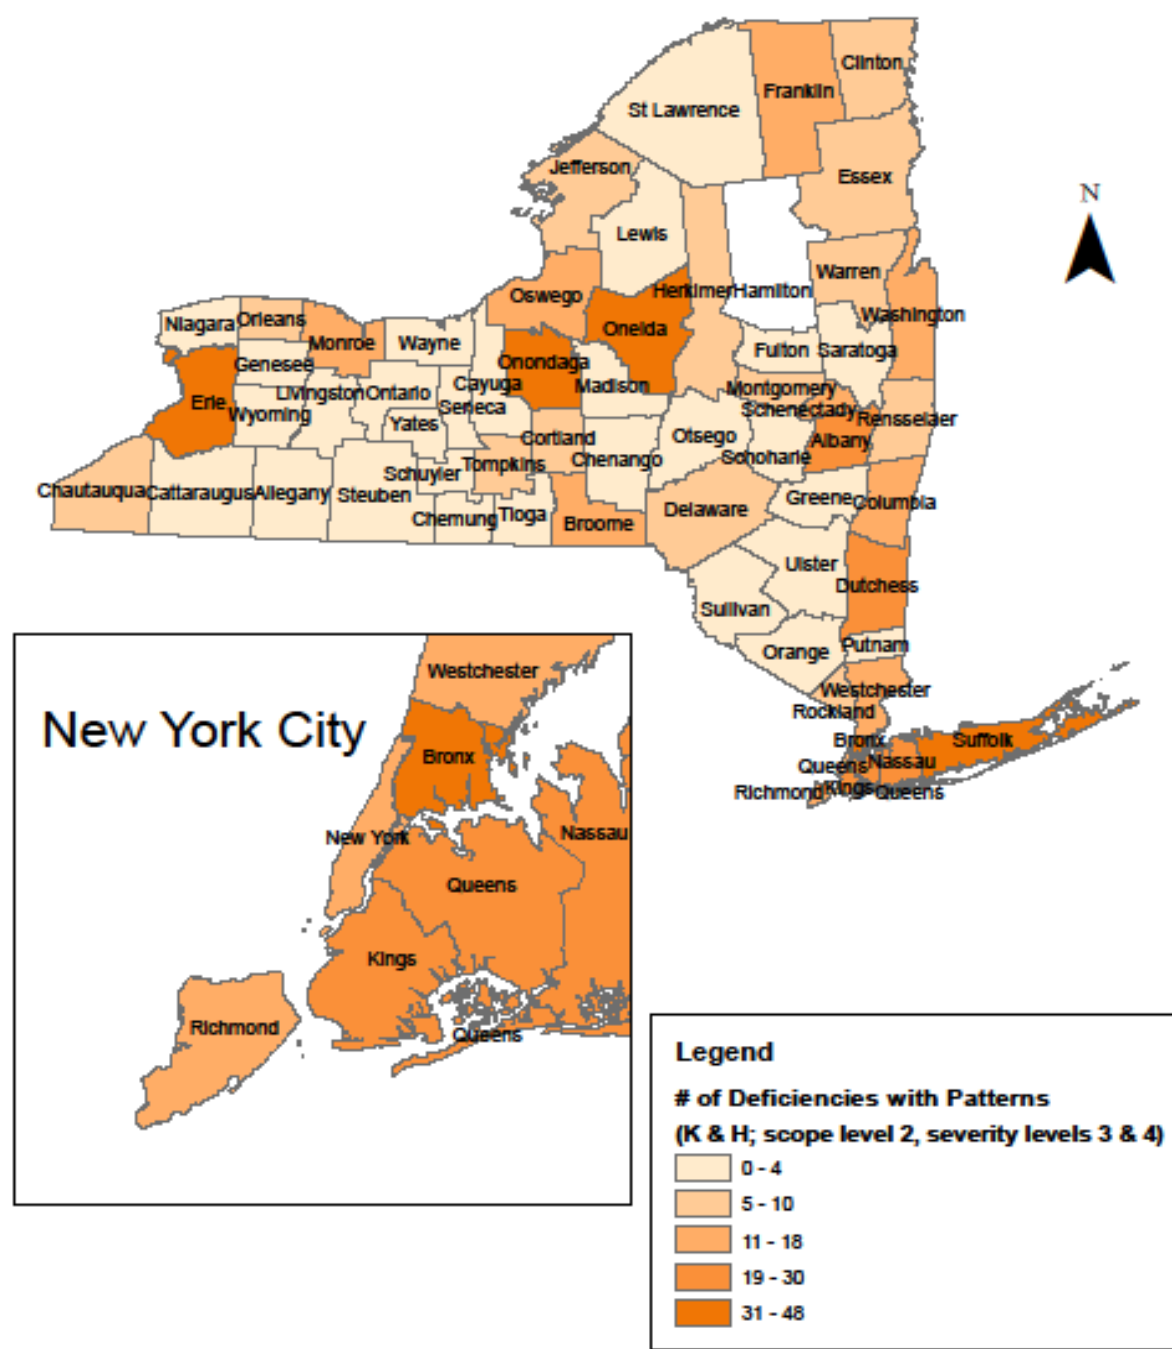 Clinton
Franklin
St Lawrence
Jefferson
Essex
N
Lewis
Warren
Oswego
Herkimer
Hamilton
Washington
Niagara
Orleans
Oneida
Monroe
Wayne
Fulton
Saratoga
Genesee
Onondaga
Cayuga
Madison
Livingston
Ontario
Montgomery
Erie
Wyoming
Seneca
Schenectady
Rensselaer
Yates
Cortland
Otsego
Albany
Chenango
Schoharie
Tompkins
Schuyler
Chautauqua
Cattaraugus
Allegany
Steuben
Greene
Columbia
Chemung
Tioga
Broome
Delaware
Ulster
Dutchess
Sullivan
Orange
Putnam
Westchester
Rockland
Bronx
Suffolk
Queens
Nassau
Richmond
Kings
Queens
New York City
Westchester
Bronx
New York
Nassau
Queens
Kings
Richmond
Queens
Legend
# of Deficiencies with Patterns
(K & H; scope level 2, severity levels 3 & 4)
0 - 4
5 - 10
11 - 18
19 - 30
31 - 48